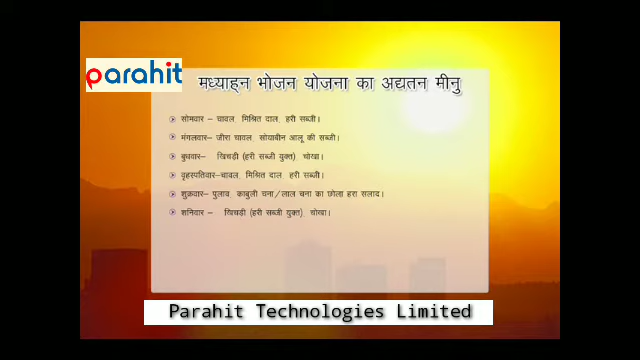 parahit
मध्याह्न भोजन योजना का अद्यतन मीनु
सोमवार – चावल, मिश्रित दाल, हरी सब्जी।
मंगलवार– जीरा चावल, सोयाबीन आलू की सब्जी।
बुधवार– खिचड़ी (हरी सब्जी युक्त), चोखा।
वृहस्पतिवार–चावल, मिश्रित दाल, हरी सब्जी।
शुक्रवार– पुलाव, काबुली चना/लाल चना का छोला हरा सलाद।
शनिवार – खिचड़ी (हरी सब्जी युक्त), चोखा।
Parahit Technologies Limited